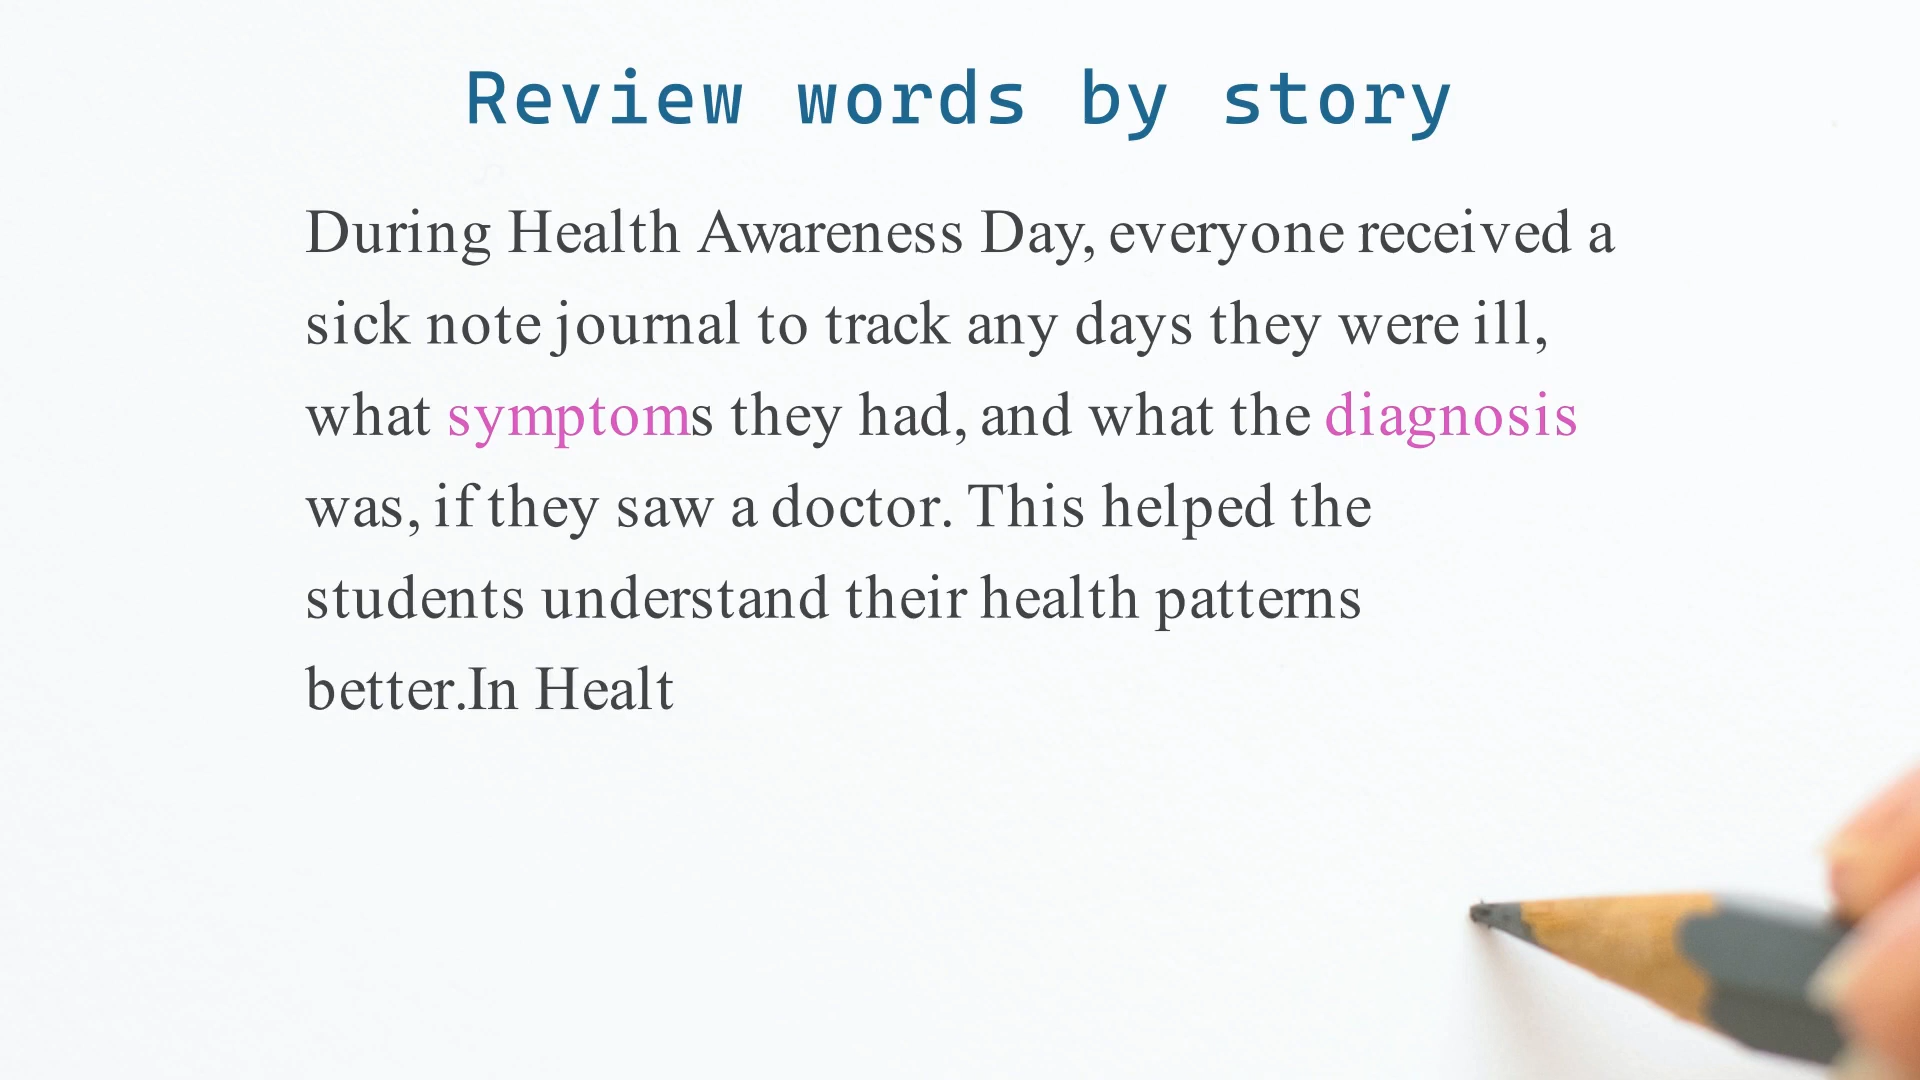 Review words by story
During Health Awareness Day, everyone received a
sick note journal to track any days they were ill,
what symptoms they had, and what the diagnosis
was, if they saw a doctor. This helped the
students understand their health patterns
better.In Healt